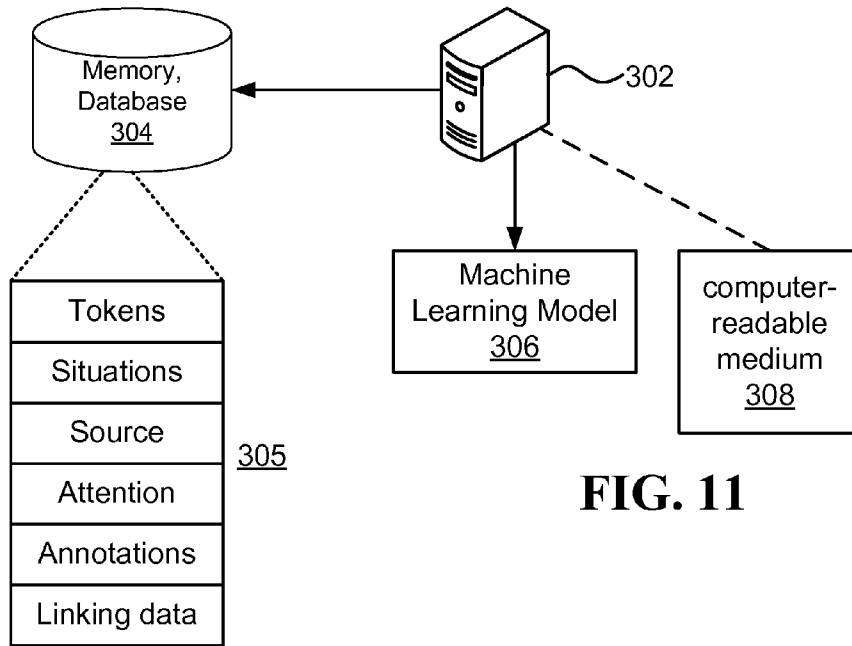 Memory,
Database
304
302
Machine
Learning Model
306
computer-
readable
medium
308
Tokens
Situations
Source
Attention
Annotations
Linking data
305
FIG. 11